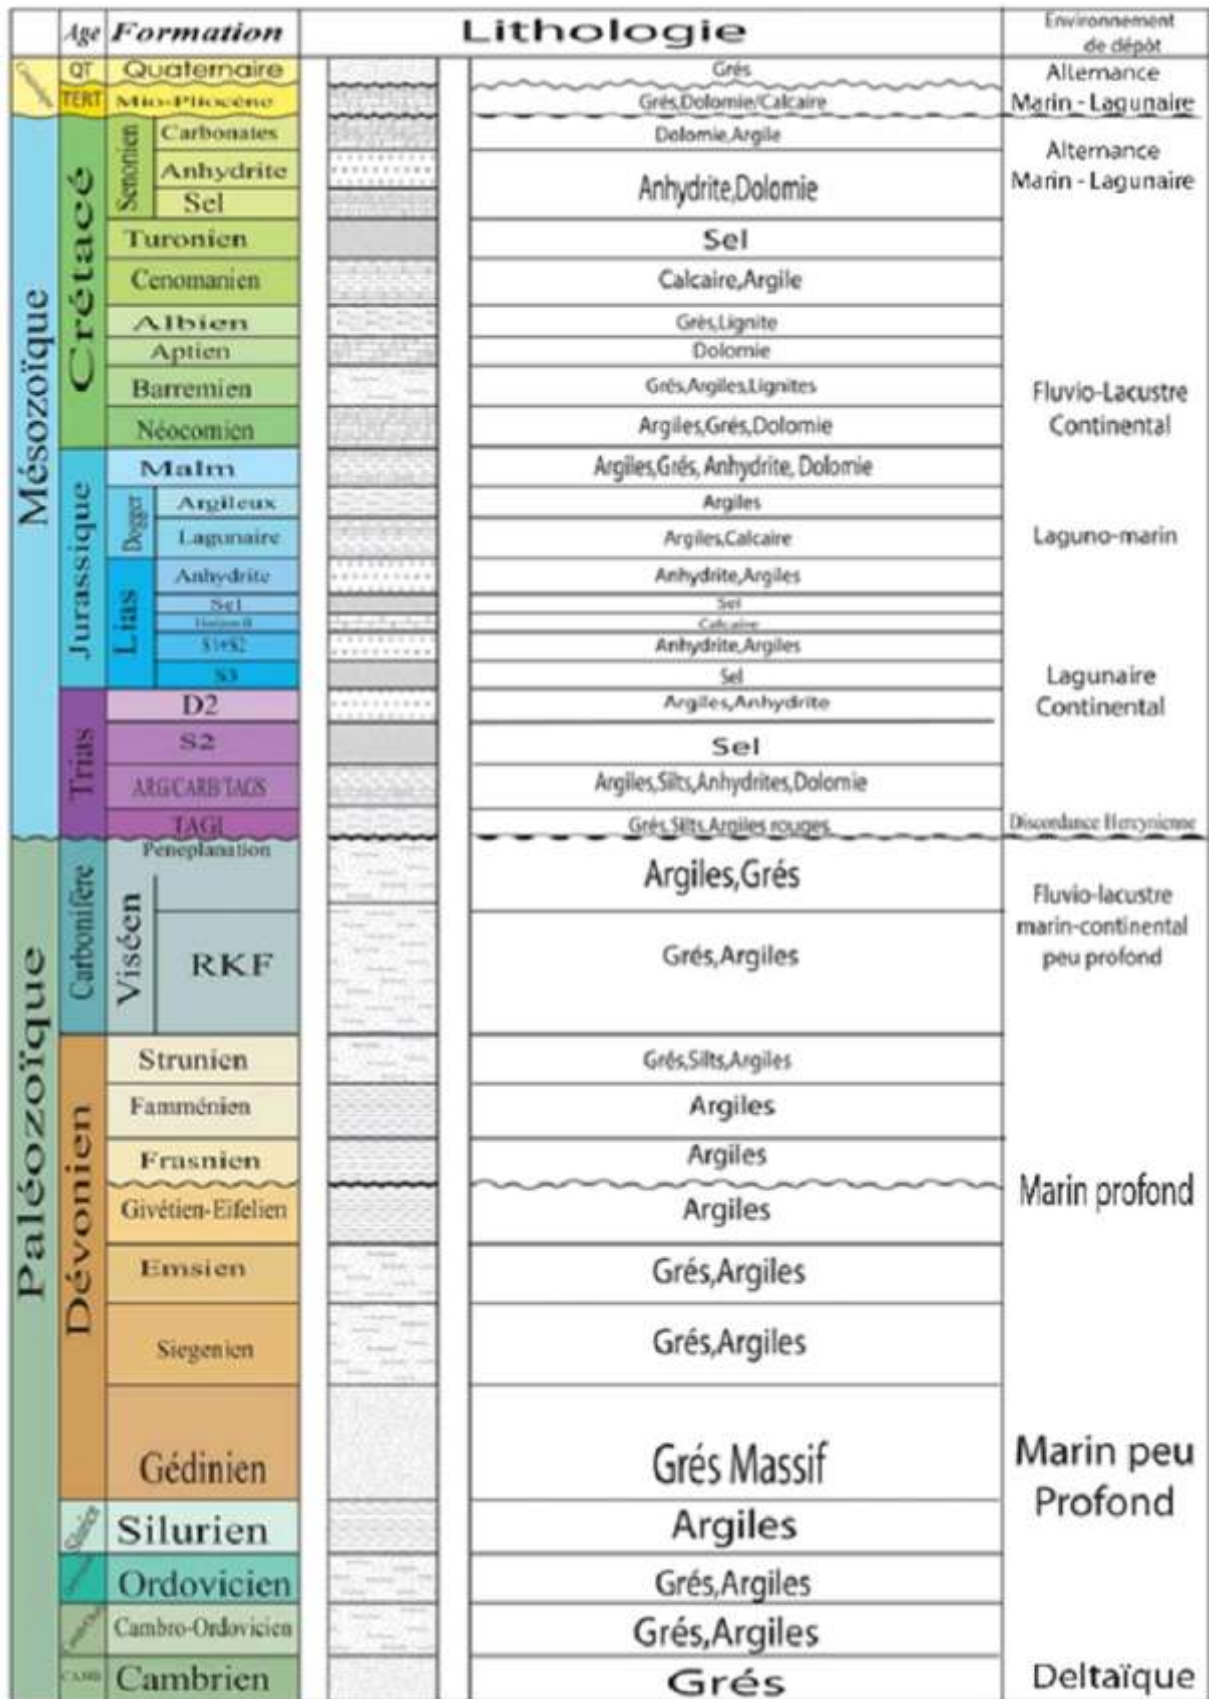 Age Formation Lithologie Environnement
de dépôt
QT Quaternaire Grés Alternance
TERT Mio-Pliocène Grés,Dolomie/Calcaire Marin - Lagunaire
Mésozoïque
Crétacé
Senonien
Carbonates Dolomie,Argile
Alternance
Marin - Lagunaire
Anhydrite
Sel
Anhydrite,Dolomie
Turonien Sel
Cenomanien Calcaire,Argile
Albien Grès,Lignite
Aptien Dolomie
Barremien Grés,Argiles,Lignites
Fluvio-Lacustre
Continental
Néocomien Argiles,Grés,Dolomie
Jurassique
Malm Argiles,Grés, Anhydrite, Dolomie
Dogger
Argileux Argiles
Lagunaire Argiles,Calcaire Laguno-marin
Lias
Anhydrite Anhydrite,Argiles
Sel Sel
Calcaire
S1+S2 Anhydrite,Argiles
S3 Sel
Lagunaire
Continental
Trias
D2 Argiles,Anhydrite
S2 Sel
ARG/CARB/TAGS Argiles,Silts,Anhydrites,Dolomie
TAGI Grés,Silts,Argiles rouges Discordance Hercynienne
Paléozoïque
Carbonifère
Viséen
Peneplanation Argiles,Grés
Fluvio-lacustre
marin-continental
peu profond
RKF Grés,Argiles
Dévonien
Strunien Grés,Silts,Argiles
Famménien Argiles
Frasnien Argiles
Marin profond
Givétien-Eifelien Argiles
Emsien Grés,Argiles
Siegenien Grés,Argiles
Gédinien Grés Massif
Marin peu
Profond
Silurien Argiles
Ordovicien Grés,Argiles
Cambro-Ordovicien Grés,Argiles
Cambrien Grés Deltaïque